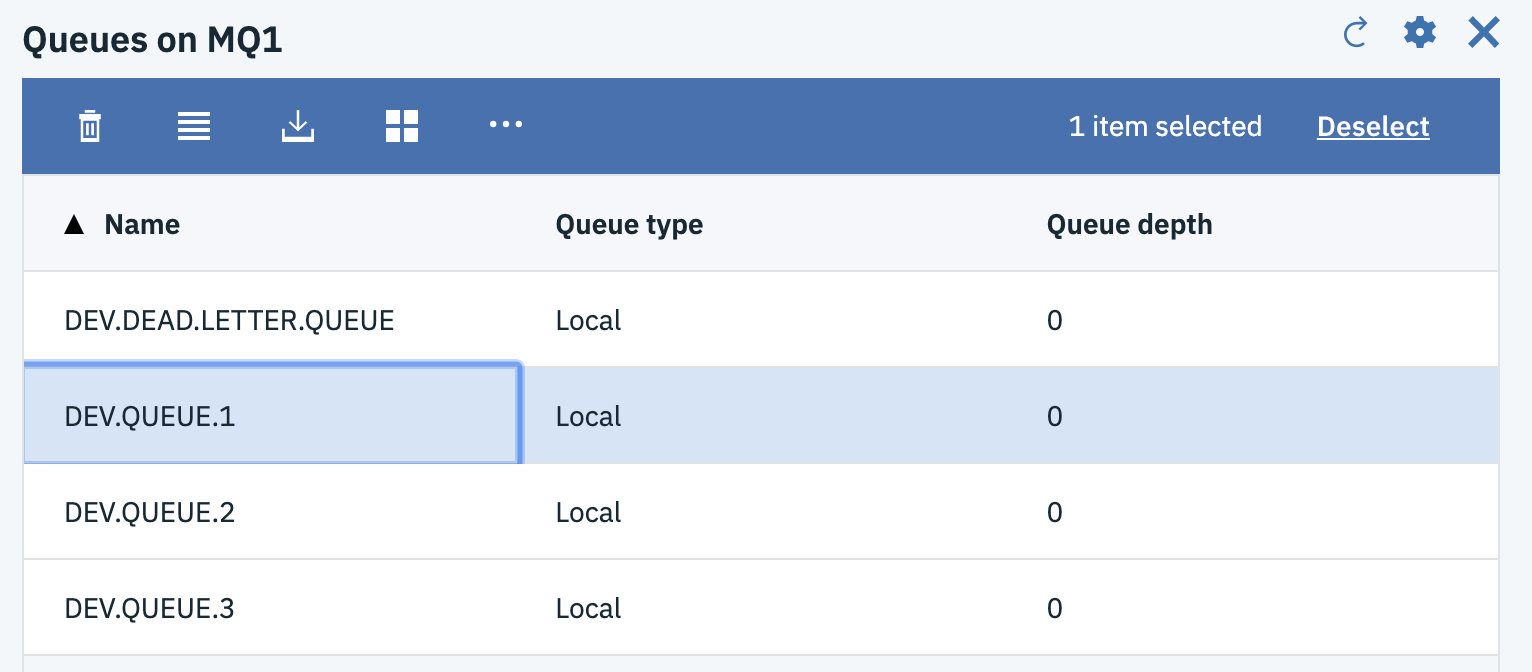 Queues on MQ1
1 item selected Deselect
▲ Name Queue type Queue depth
DEV.DEAD.LETTER.QUEUE Local 0
DEV.QUEUE.1 Local 0
DEV.QUEUE.2 Local 0
DEV.QUEUE.3 Local 0